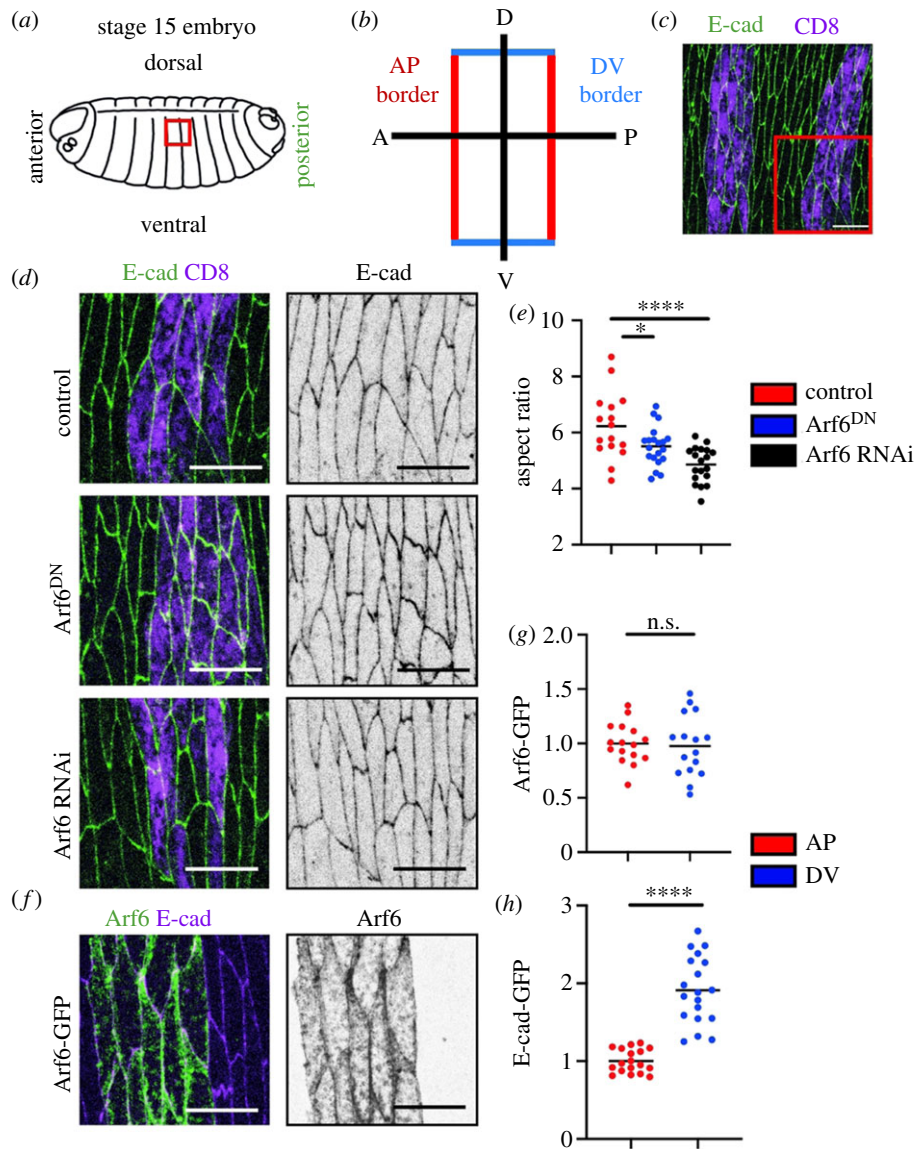 (a) stage 15 embryo
dorsal
anterior
posterior
ventral
(b) D
AP border
DV border
A
P
V
(c) E-cad CD8
(d) E-cad CD8 E-cad
control
Arf6DN
Arf6 RNAi
(e) ****
*
10
8
6
4
2
aspect ratio
control
Arf6DN
Arf6 RNAi
(f) Arf6 E-cad Arf6
Arf6-GFP
(g) n.s.
2.0
1.5
1.0
0.5
0
Arf6-GFP
AP
DV
(h) ****
3
2
1
0
E-cad-GFP